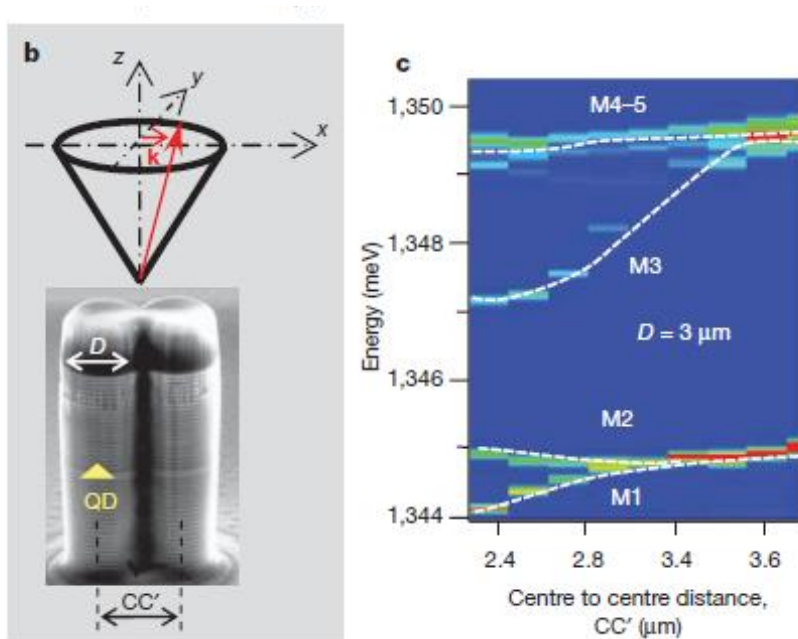 b
z
y
x
k
D
QD
CC′
c
1,350
1,348
1,346
1,344
Energy (meV)
M4–5
M3
D = 3 μm
M2
M1
2.4 2.8 3.4 3.6
Centre to centre distance,
CC′ (μm)